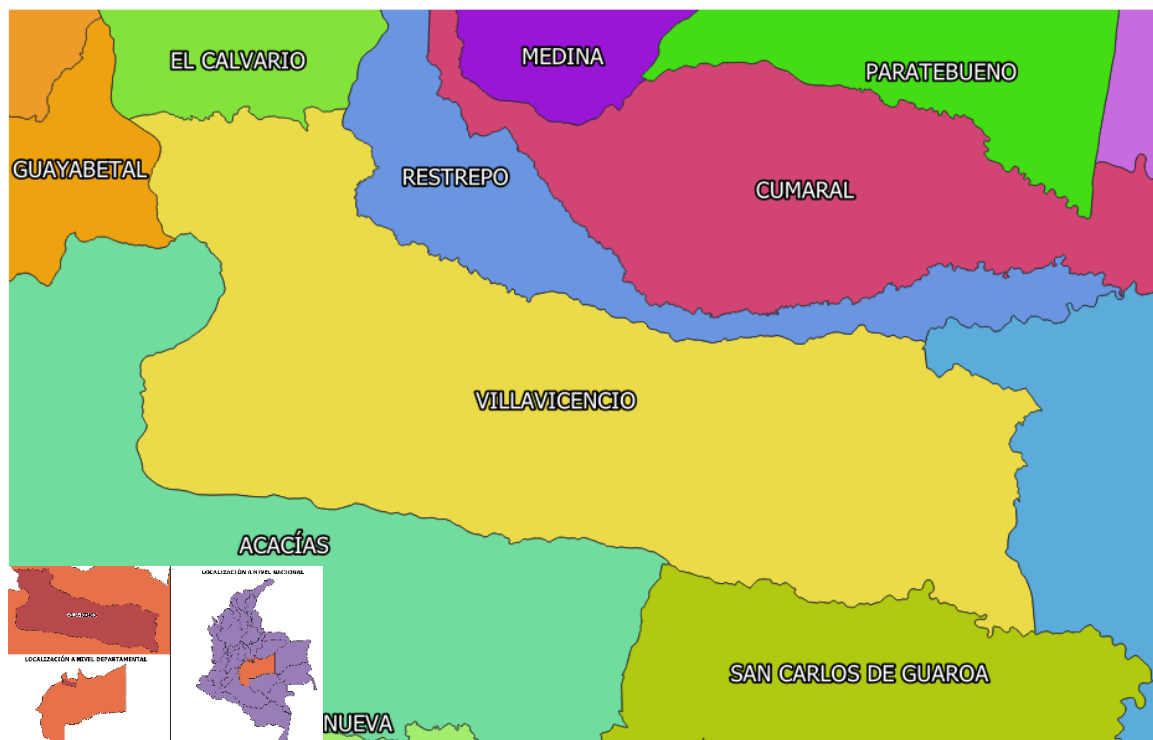 EL CALVARIO
MEDINA
PARATEBUENO
GUAYABETAL
RESTREPO
CUMARAL
VILLAVICENCIO
ACACÍAS
LOCALIZACIÓN A NIVEL NACIONAL
LOCALIZACIÓN A NIVEL DEPARTAMENTAL
SAN CARLOS DE GUAROA
NUEVA